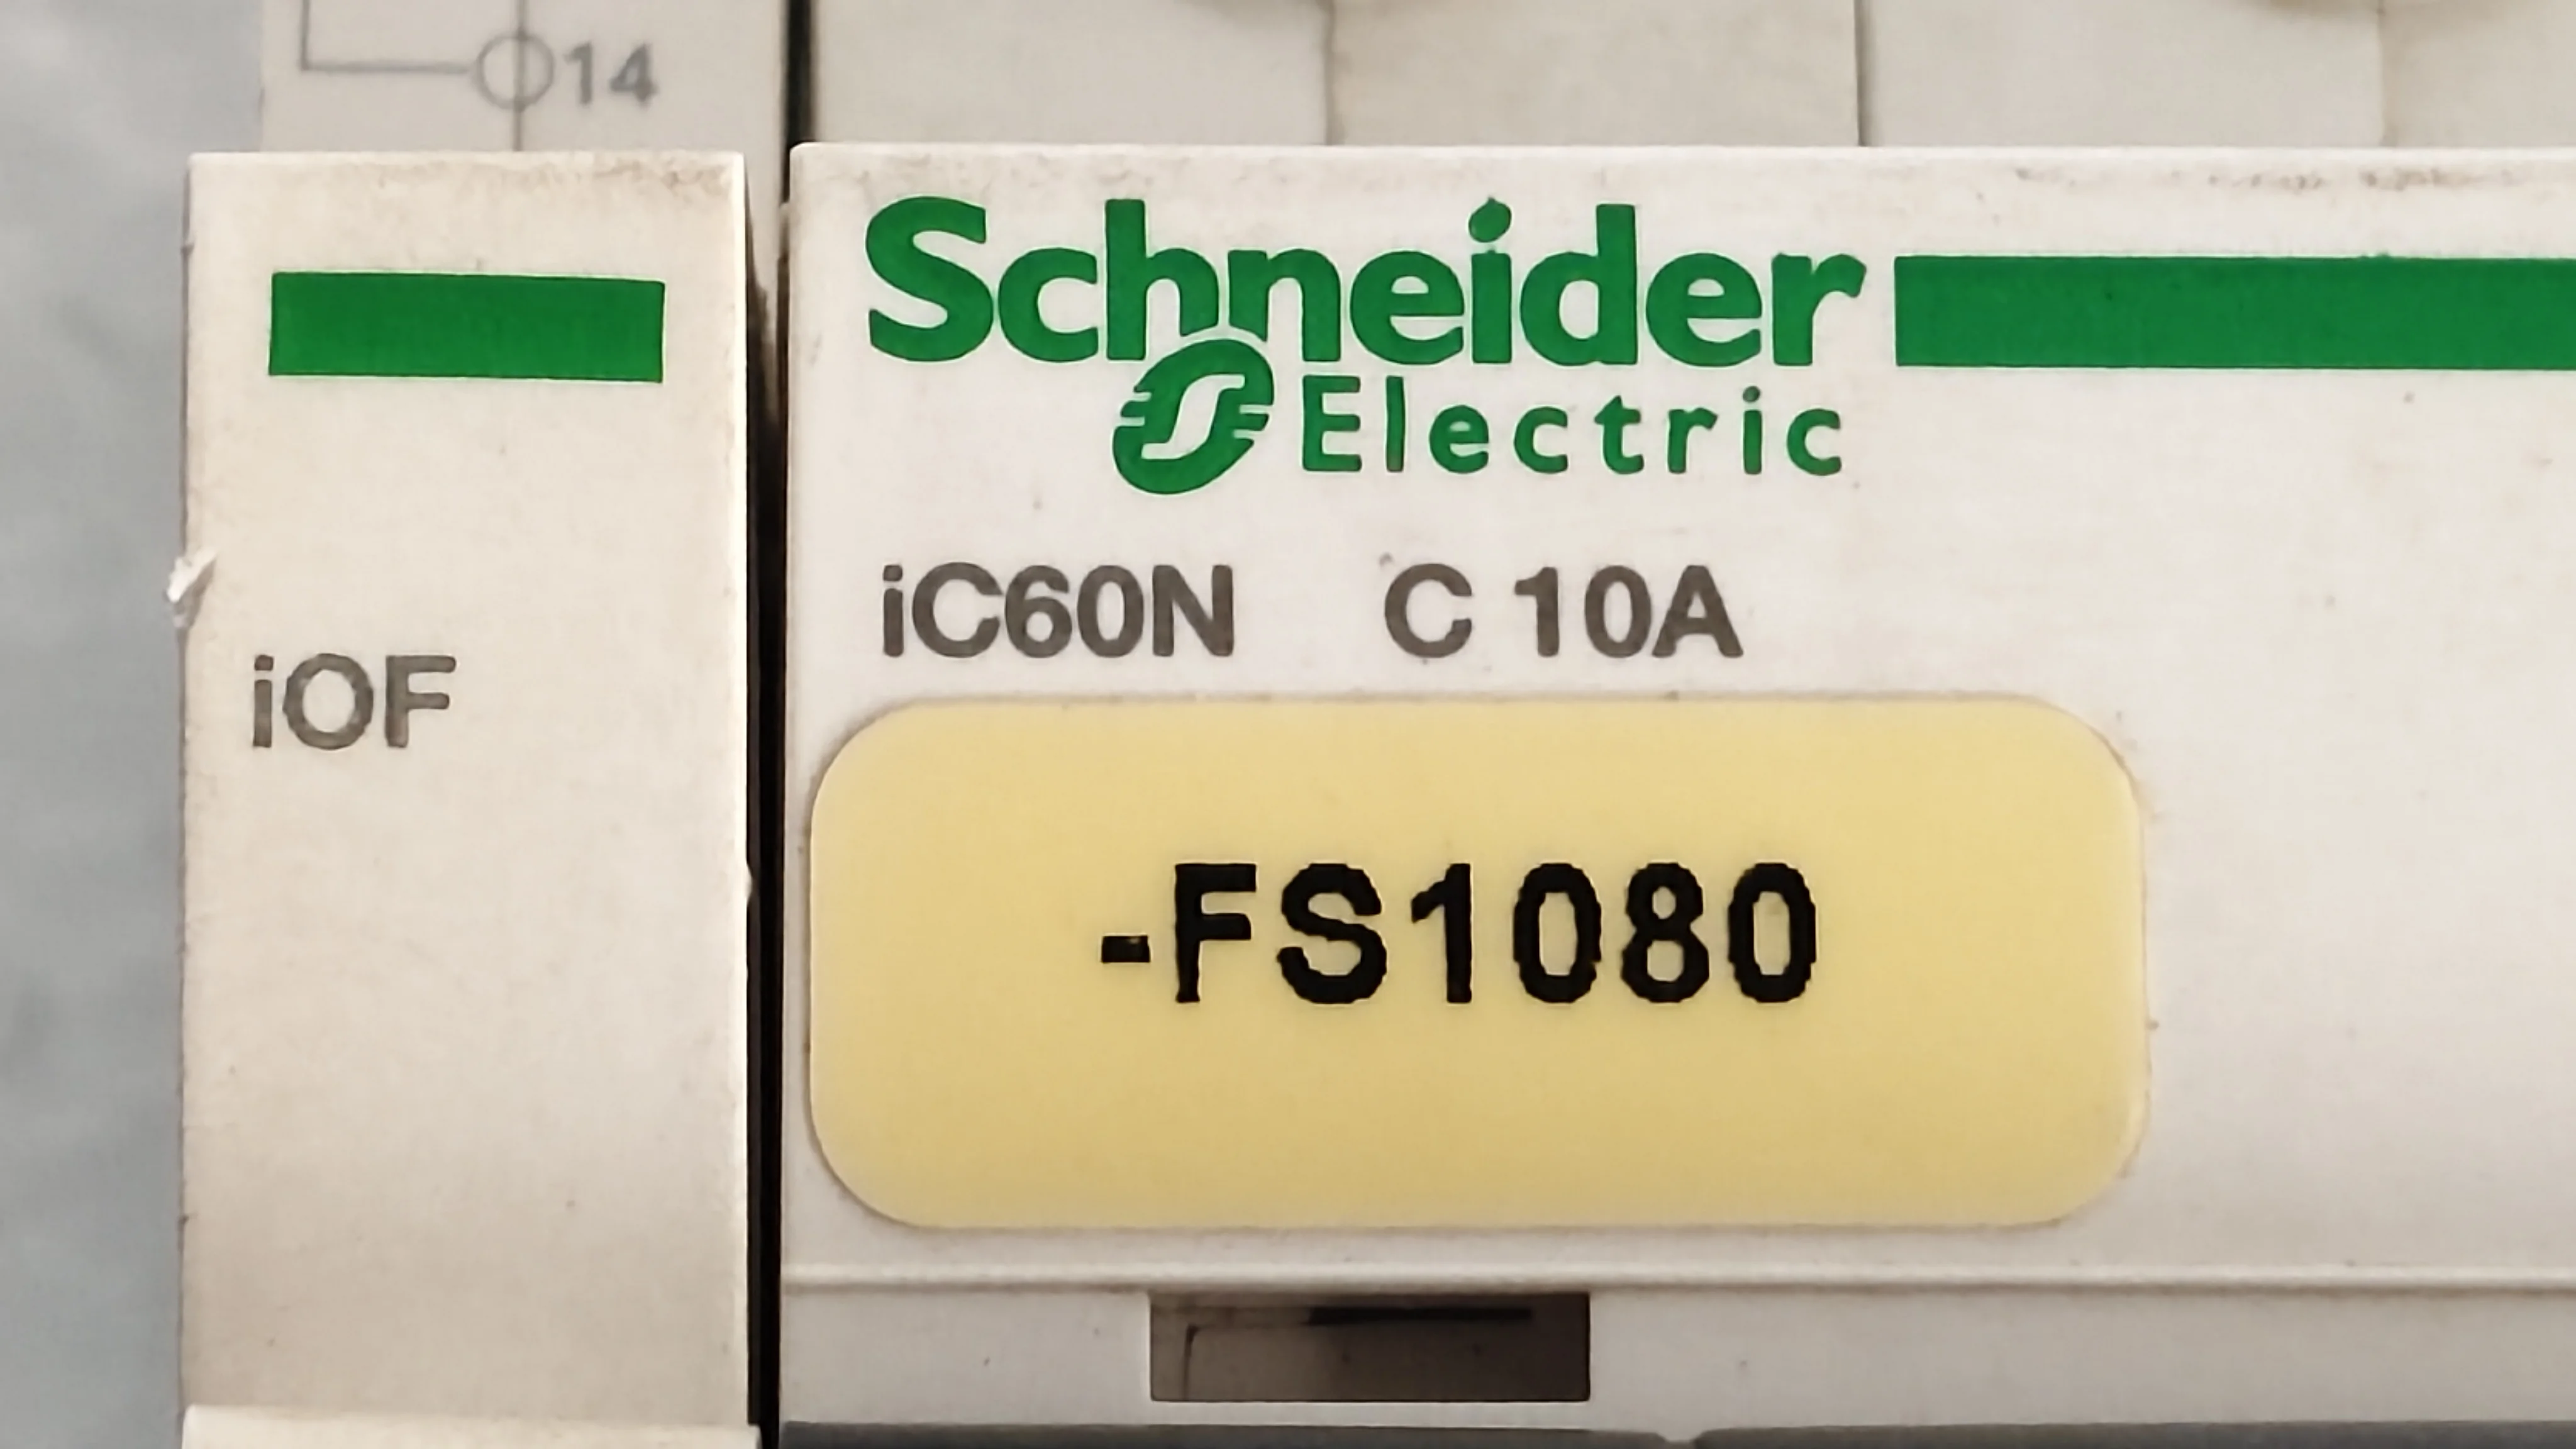 14
Schneider
Electric
iC60N C 10A
iOF
-FS1080